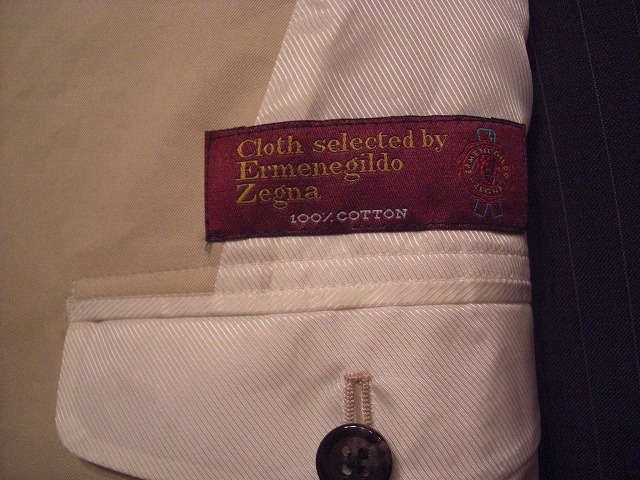 Cloth selected by
Ermenegildo
Zegna
100% COTTON